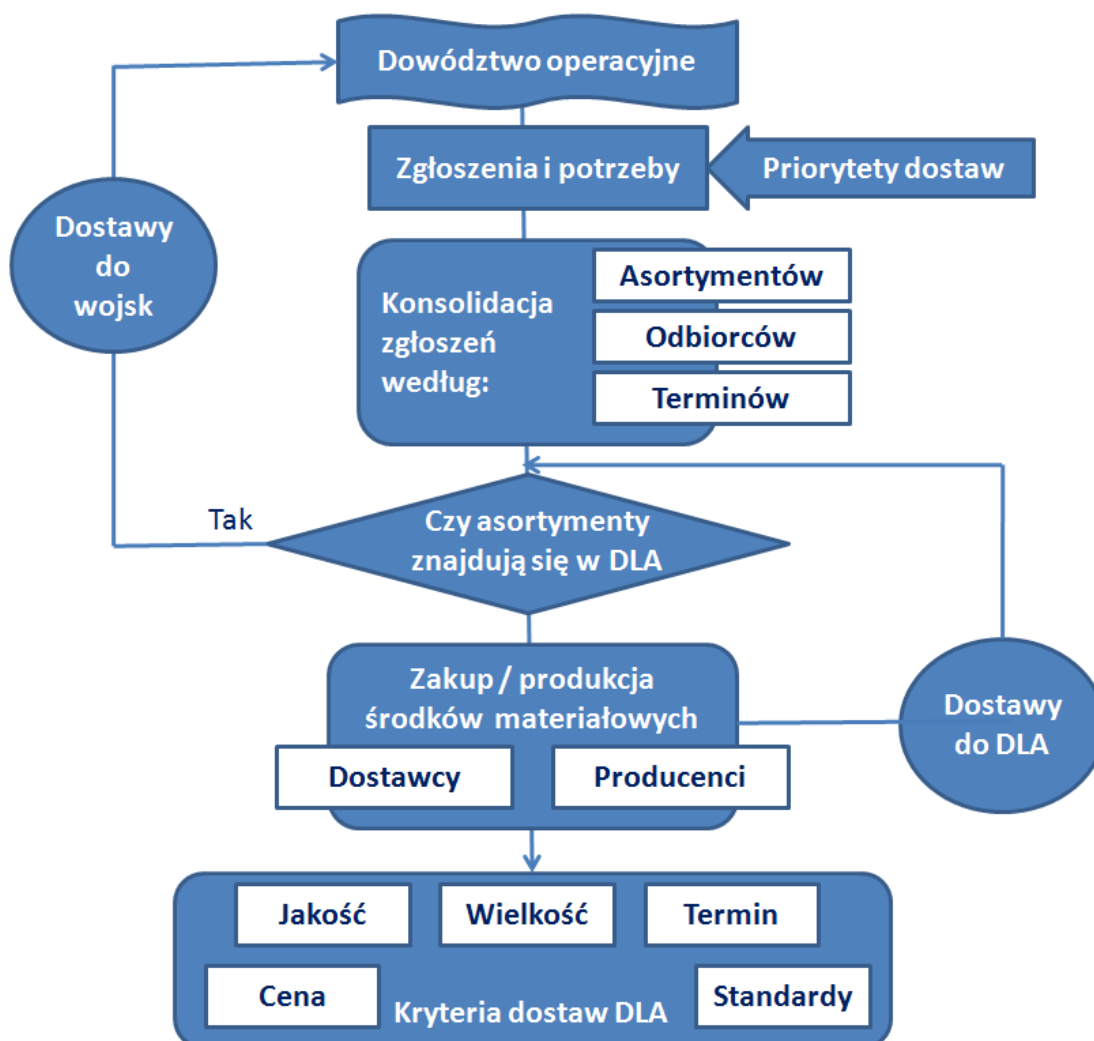 Dowództwo operacyjne
Zgłoszenia i potrzeby
Priorytety dostaw
Dostawy
do
wojsk
Konsolidacja
zgłoszeń
według:
Asortymentów
Odbiorców
Terminów
Tak
Czy asortymenty
znajdują się w DLA
Zakup / produkcja
środków materiałowych
Dostawcy
Producenci
Dostawy
do DLA
Jakość
Wielkość
Termin
Cena
Kryteria dostaw DLA
Standardy